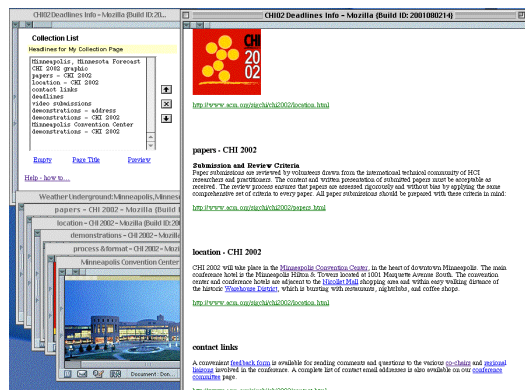 CHI02 Deadlines Info - Mozilla {Build ID:20...
Collection List
Headlines for My Collection Page
Minneapolis, Minnesota Forecast
CHI 2002 graphic
papers - CHI 2002
location - CHI 2002
contact links
deadlines
video submissions
demonstrations - address
demonstrations - CHI 2002
Minneapolis Convention Center
demonstrations - CHI 2002
Empty Page Title Preview
Help - how to...
Weather Underground: Minneapolis, Minnes
papers - CHI 2002 - Mozilla {Build I
location - CHI 2002 - Mozilla {Build ID:20
demonstrations - CHI 2002 - Mozilla
process & format - CHI 2002 - Mozi
Minneapolis Convention Center
Document: Don...
CHI02 Deadlines Info - Mozilla {Build ID: 2001080214}
CHI
20
02
http://www.acm.org/sigchi/chi2002/location.html
papers - CHI 2002
Submission and Review Criteria
Paper submissions are reviewed by volunteers drawn from the international technical community of HCI
researchers and practitioners. The content and written presentation of submitted papers must be acceptable as
received. The review process ensures that papers are assessed rigorously and without bias by applying the same
comprehensive set of criteria to every paper. All paper submissions should be prepared with these criteria in mind:
http://www.acm.org/sigchi/chi2002/papers.html
location - CHI 2002
CHI 2002 will take place in the Minneapolis Convention Center, in the heart of downtown Minneapolis. The main
conference hotel is the Minneapolis Hilton & Towers located at 1001 Marquette Avenue South. The convention
center and conference hotels are adjacent to the Nicollet Mall shopping area and within easy walking distance of
the historic Warehouse District, which is bursting with restaurants, nightclubs, and coffee shops.
http://www.acm.org/sigchi/chi2002/location.html
contact links
A convenient feedback form is available for sending comments and questions to the various co-chairs and regional
liaisons involved in the conference. A complete list of contact email addresses is also available on our conference
committee page.